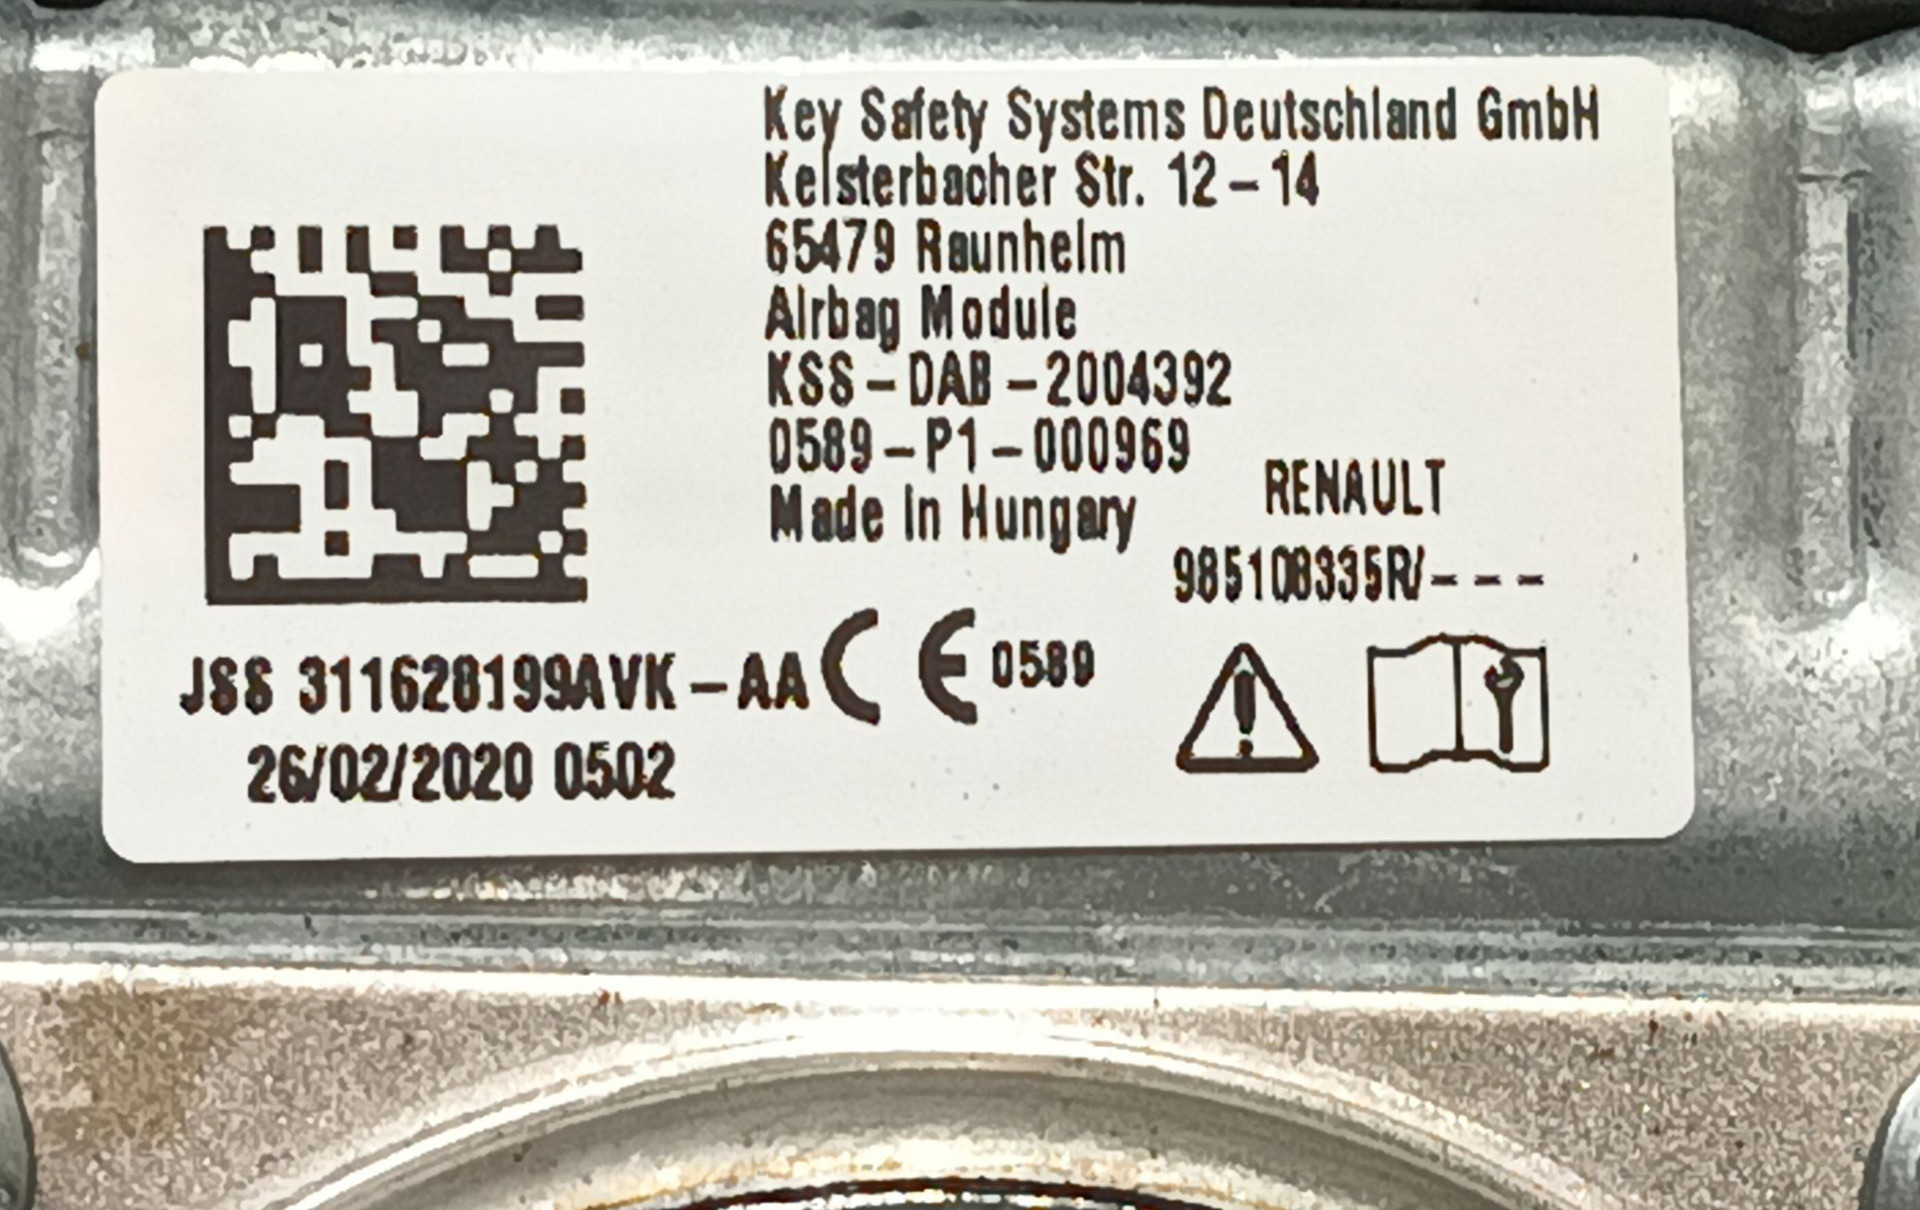 Key Safety Systems Deutschland GmbH
Kelsterbacher Str. 12-14
65479 Raunheim
Airbag Module
KSS-DAB-2004392
0589-P1-000969
Made in Hungary
RENAULT
985108335R/---
JSS 311628199AVK-AA
CE 0589
26/02/2020 0502